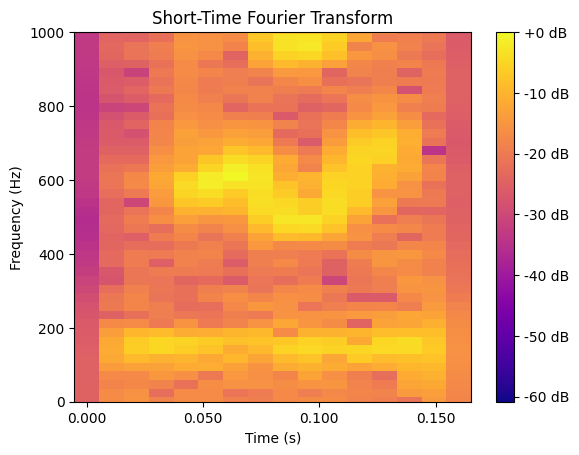 Short-Time Fourier Transform
1000
800
600
400
200
0
Frequency (Hz)
0.000
0.050
0.100
0.150
Time (s)
+0 dB
-10 dB
-20 dB
-30 dB
-40 dB
-50 dB
-60 dB